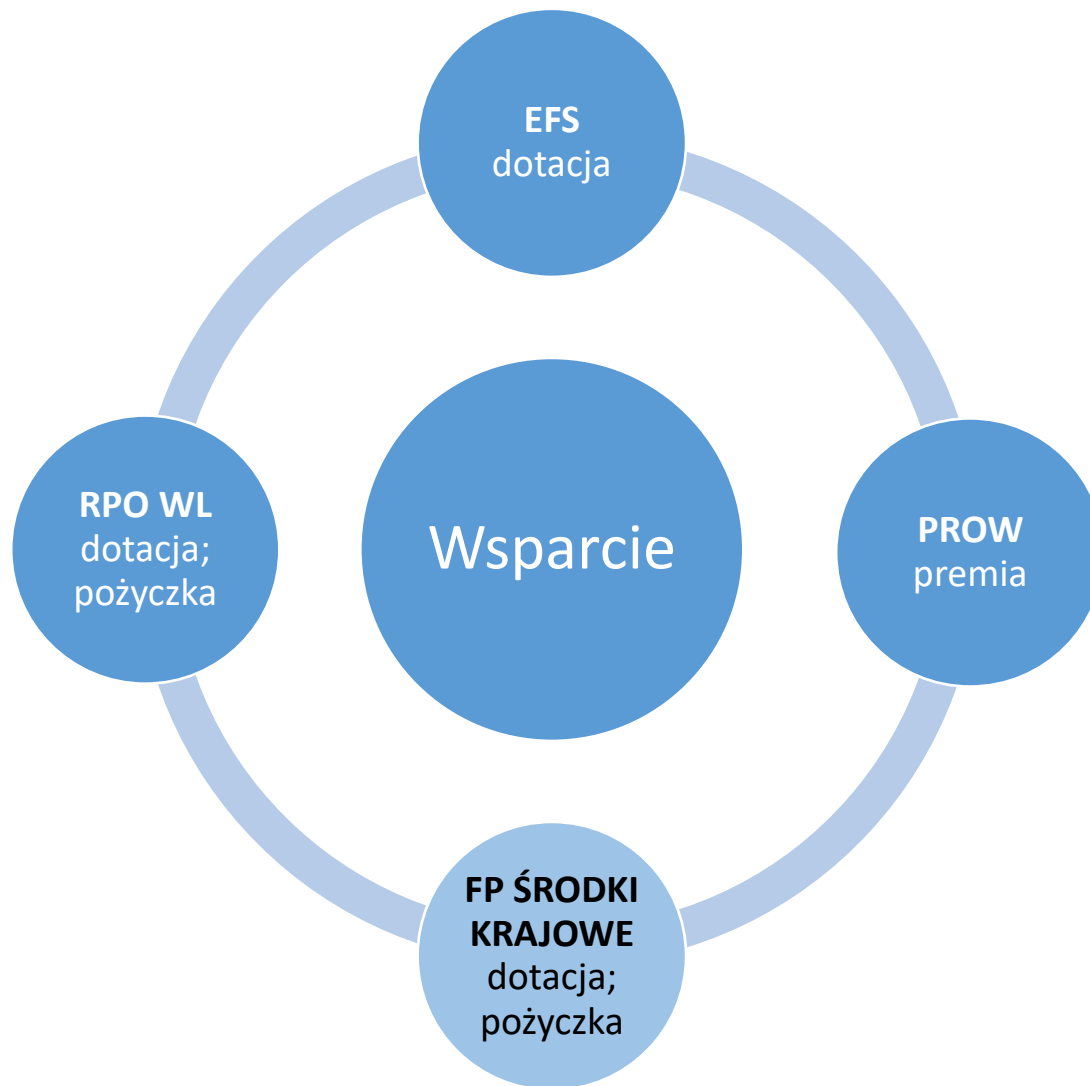 EFS
dotacja
RPO WL
dotacja;
pożyczka
Wsparcie
PROW
premia
FP ŚRODKI
KRAJOWE
dotacja;
pożyczka